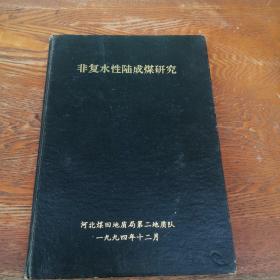 非复水性陆成煤研究
河北煤田地质局第二地质队
一九九四年十二月